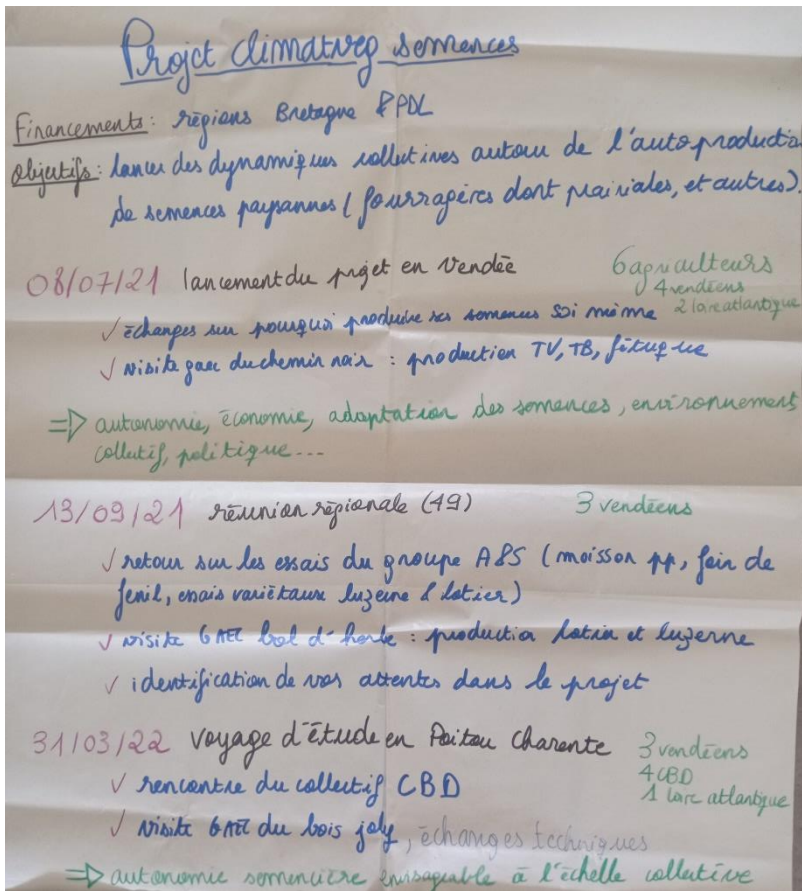 Projet climatveg semences
Financements: régions Bretagne & PDL
Objectifs: lancer des dynamiques collectives autour de l'autoproductio
de semences paysannes (fourragères dont prairiales, et autres).
08/07/21 lancement du projet en Vendée 6 agriculteurs
4 vendéens
2 loire atlantique
✓ échanges sur pourquoi produire ses semences soi même
✓ visite gaec du chemin noir : production TV, TB, fétuque
=> autonomie, économie, adaptation des semences, environnement
collectif, politique...
13/09/21 réunion régionale (49) 3 vendéens
✓ retour sur les essais du groupe A&S (moisson pp, foin de
fenil, essais variétaux luzerne & lotier)
✓ visite GAEC bol d'herbe : production lotier et luzerne
✓ identification de vos attentes dans le projet
31/03/22 voyage d'étude en Poitou Charente 3 vendéens
4 CBD
1 loire atlantique
✓ rencontre du collectif CBD
✓ visite GAEC du bois joly, échanges techniques
=> autonomie semencière envisageable à l'échelle collective